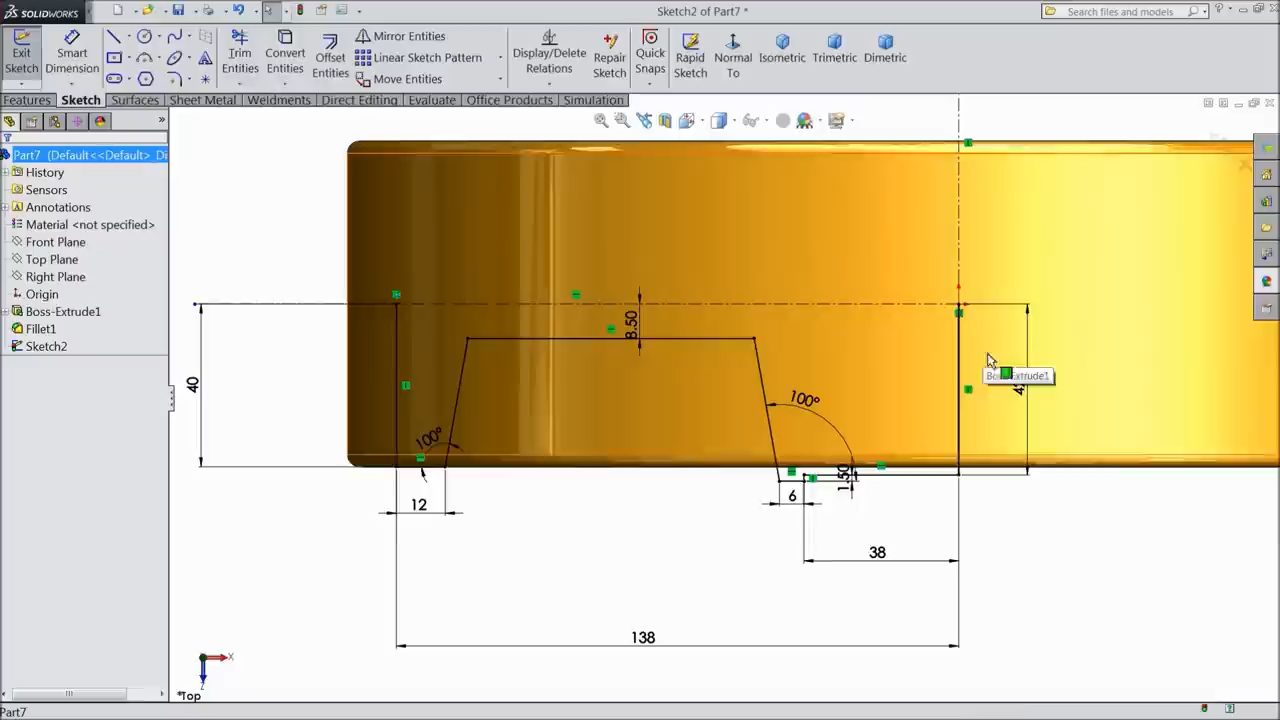 SOLIDWORKS
Sketch2 of Part7 *
Search files and models
Exit Sketch
Smart Dimension
Trim Entities
Convert Entities
Offset Entities
Mirror Entities
Linear Sketch Pattern
Move Entities
Display/Delete Relations
Repair Sketch
Quick Snaps
Rapid Sketch
Normal To
Isometric
Trimetric
Dimetric
Features
Sketch
Surfaces
Sheet Metal
Weldments
Direct Editing
Evaluate
Office Products
Simulation
Part7 (Default<<Default>_Di
History
Sensors
Annotations
Material <not specified>
Front Plane
Top Plane
Right Plane
Origin
Boss-Extrude1
Fillet1
Sketch2
8.50
40
100°
100°
1.50
12
6
38
138
X
Z
*Top
Part7